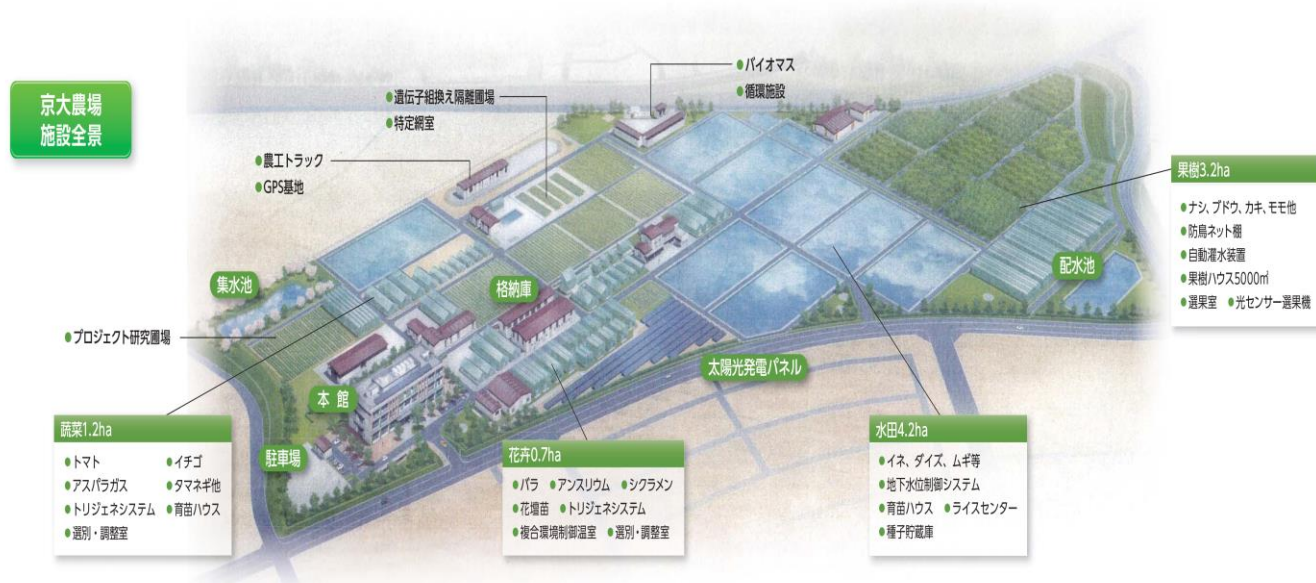 京大農場
施設全景
●バイオマス
●循環施設
●遺伝子組換え隔離圃場
●特定網室
●農工トラック
●GPS基地
果樹3.2ha
●ナシ、ブドウ、カキ、モモ他
●防鳥ネット棚
●自動灌水装置
●果樹ハウス5000㎡
●選果室 ●光センサー選果機
配水池
集水池
格納庫
●プロジェクト研究圃場
太陽光発電パネル
本館
駐車場
蔬菜1.2ha
●トマト ●イチゴ
●アスパラガス ●タマネギ他
●トリジェネシステム ●育苗ハウス
●選別・調整室
花卉0.7ha
●バラ ●アンスリウム ●シクラメン
●花壇苗 ●トリジェネシステム
●複合環境制御温室 ●選別・調整室
水田4.2ha
●イネ、ダイズ、ムギ等
●地下水位制御システム
●育苗ハウス ●ライスセンター
●種子貯蔵庫